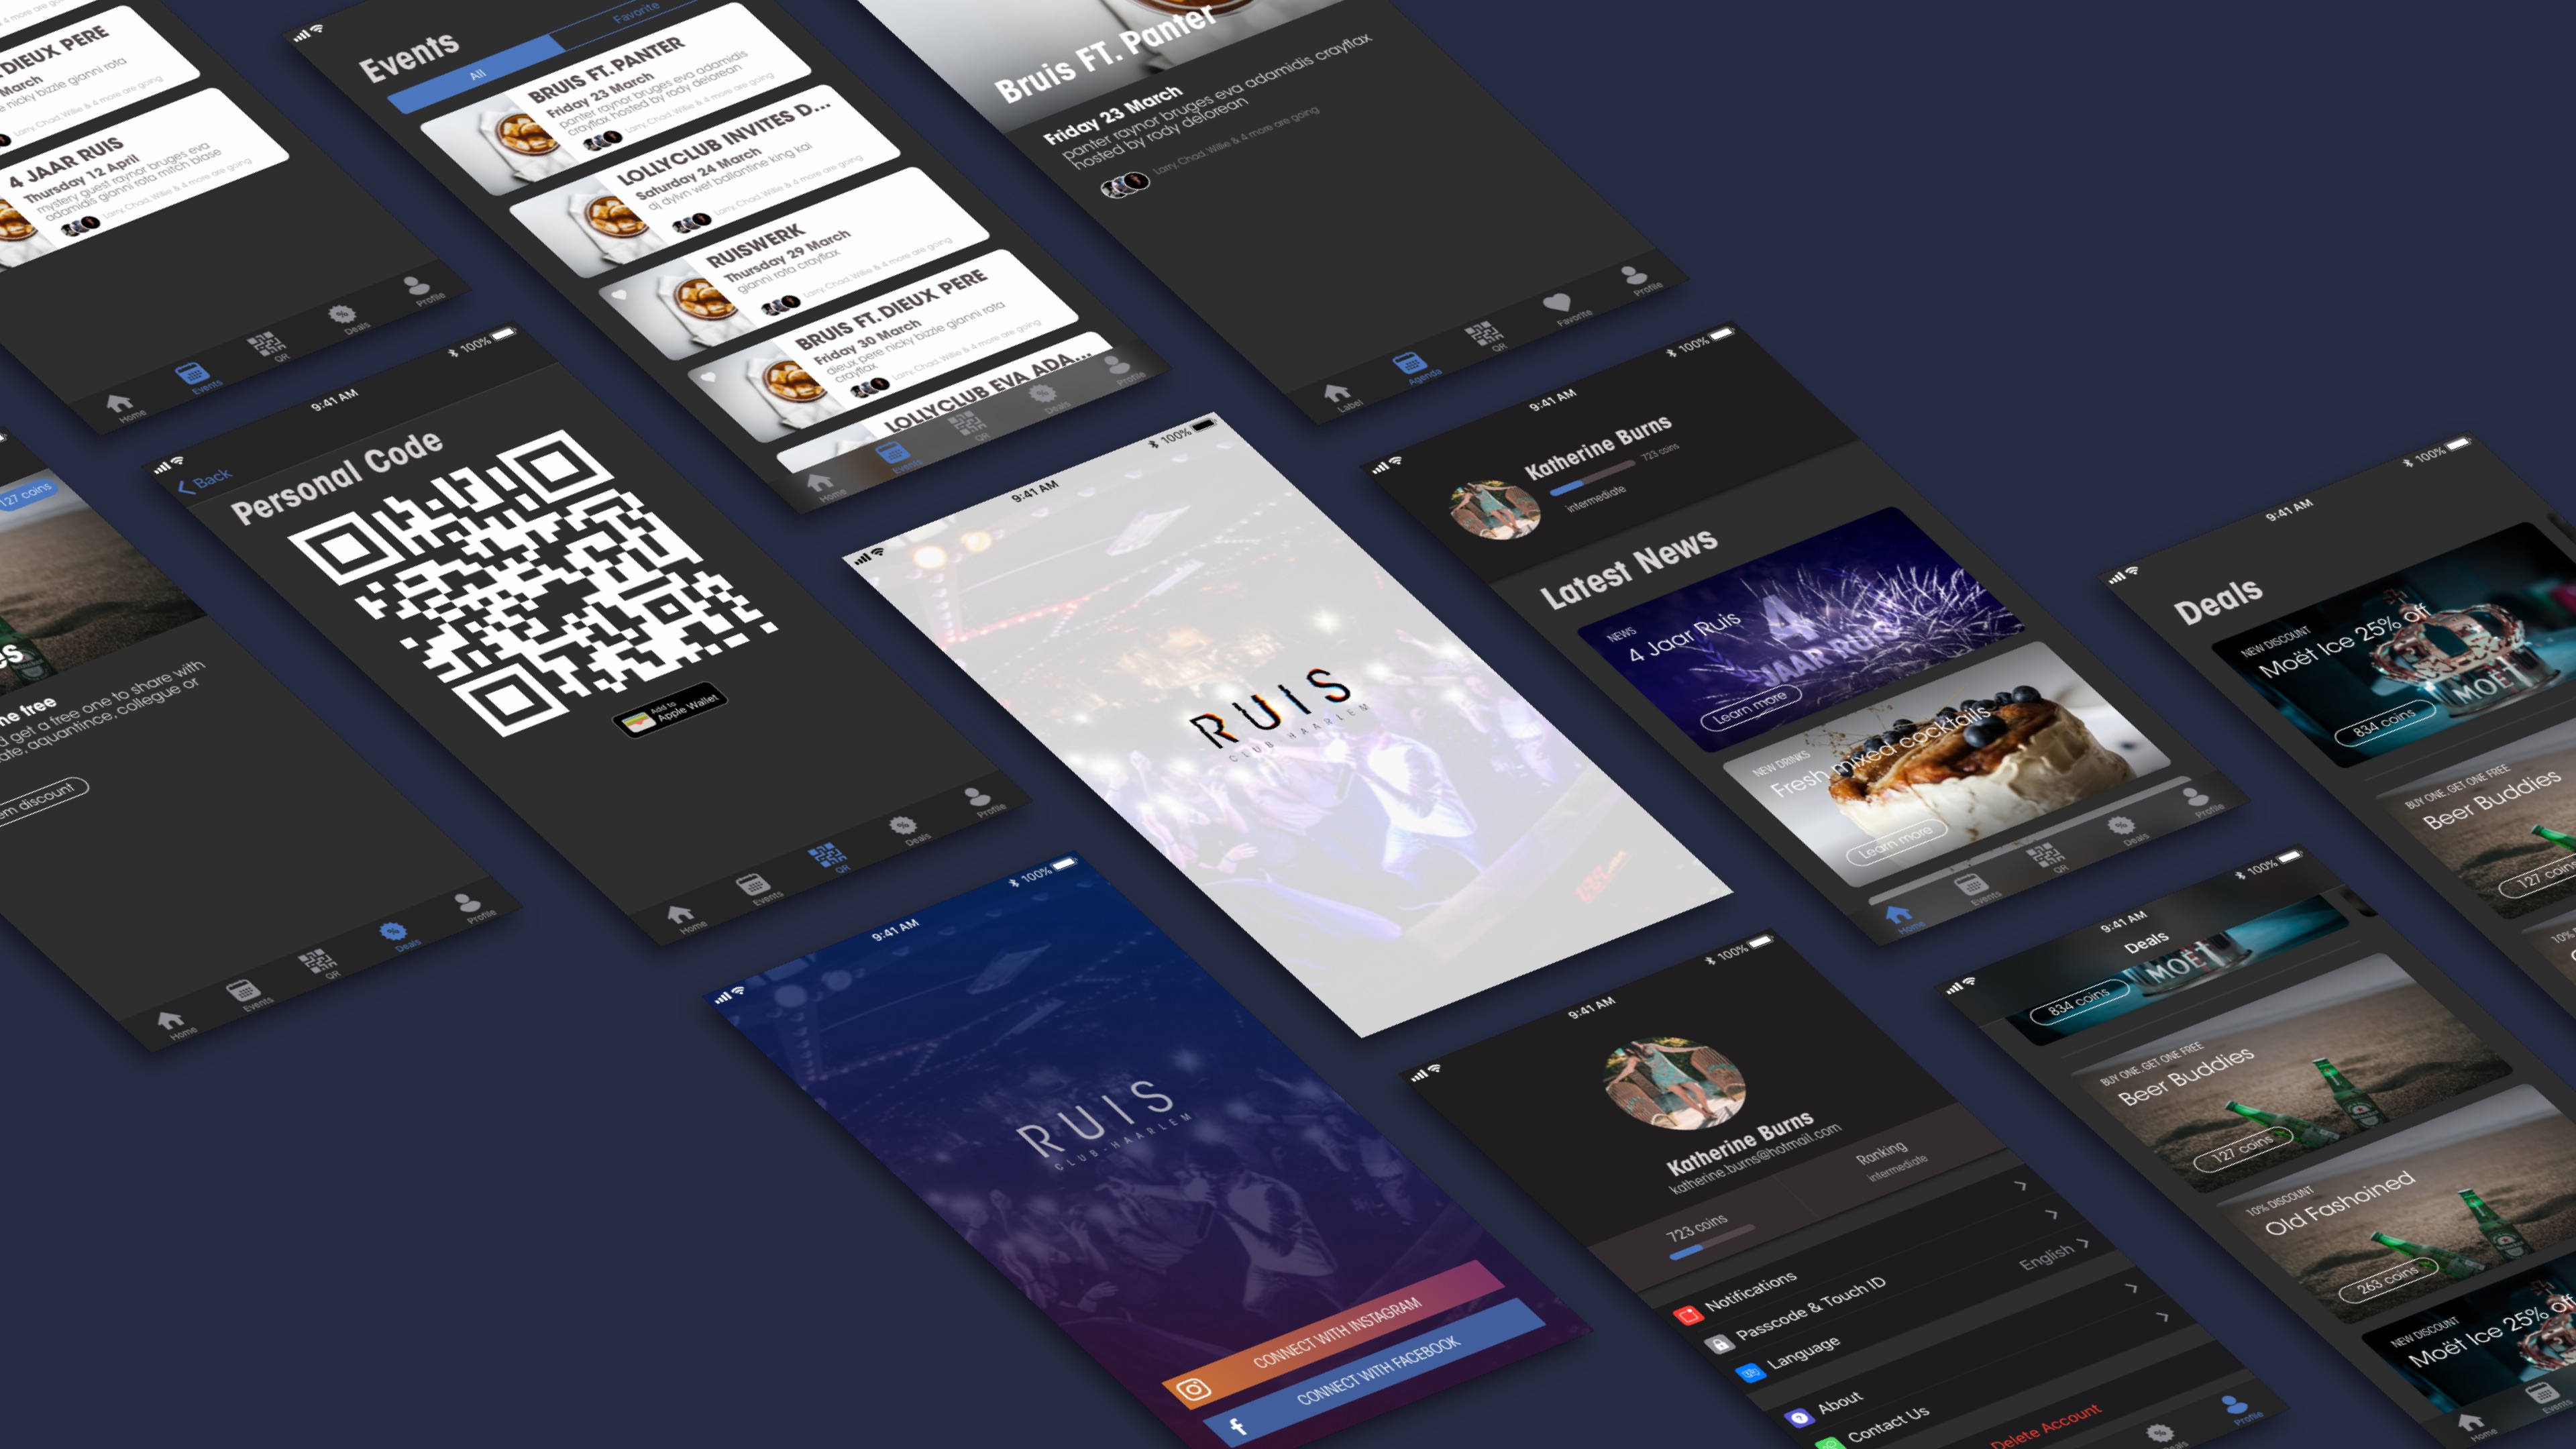 DIEUX PERE
March
e nicky bizzle gianni rota
Larry, Chad, Willie & 4 more are going
4 JAAR RUIS
Thursday 12 April
mystery guest raynor bruges eva
adamidis gianni rota mitch blase
Larry, Chad, Willie & 4 more are going
Home
Events
QR
Deals
Profile
Events
All
Favorite
BRUIS FT. PANTER
Friday 23 March
panter raynor bruges eva adamidis
crayflax hosted by rody delorean
Larry, Chad, Willie & 4 more are going
LOLLYCLUB INVITES D...
Saturday 24 March
aj dylvn wef ballantine king kai
Larry, Chad, Willie & 4 more are going
RUISWERK
Thursday 29 March
gianni rota crayflax
Larry, Chad, Willie & 4 more are going
BRUIS FT. DIEUX PERE
Friday 30 March
dieux pere nicky bizzle gianni rota
crayflax
Larry, Chad, Willie & 4 more are going
LOLLYCLUB EVA ADA...
Home
Events
QR
Deals
Profile
Bruis FT. Panter
Friday 23 March
panter raynor bruges eva adamidis crayflax
hosted by rody delorean
Larry, Chad, Willie & 4 more are going
Label
Agenda
QR
Favorite
Profile
127 coins
es
ne free
d get a free one to share with
ate, aquantince, collegue or
em discount
Home
Events
QR
Deals
Profile
9:41 AM
100%
Back
Personal Code
Add to
Apple Wallet
Home
Events
QR
Deals
Profile
9:41 AM
100%
RUIS
CLUB HAARLEM
9:41 AM
100%
Katherine Burns
723 coins
intermediate
Latest News
NEWS
4 Jaar Ruis
4
JAAR RUIS
Learn more
NEW DRINKS
Fresh mixed cocktails
Learn more
Home
Events
QR
Deals
Profile
9:41 AM
100%
Deals
NEW DISCOUNT
Moët Ice 25% off
MOËT
834 coins
BUY ONE, GET ONE FREE
Beer Buddies
127 coins
10%
9:41 AM
100%
RUIS
CLUB-HAARLEM
CONNECT WITH INSTAGRAM
CONNECT WITH FACEBOOK
9:41 AM
100%
Katherine Burns
katherine.burns@hotmail.com
723 coins
Ranking
intermediate
Notifications
Passcode & Touch ID
Language
English
About
Contact Us
Delete Account
Deals
Profile
9:41 AM
100%
Deals
MOËT
834 coins
BUY ONE, GET ONE FREE
Beer Buddies
127 coins
10% DISCOUNT
Old Fashoined
263 coins
NEW DISCOUNT
Moët Ice 25% off
Home
Events